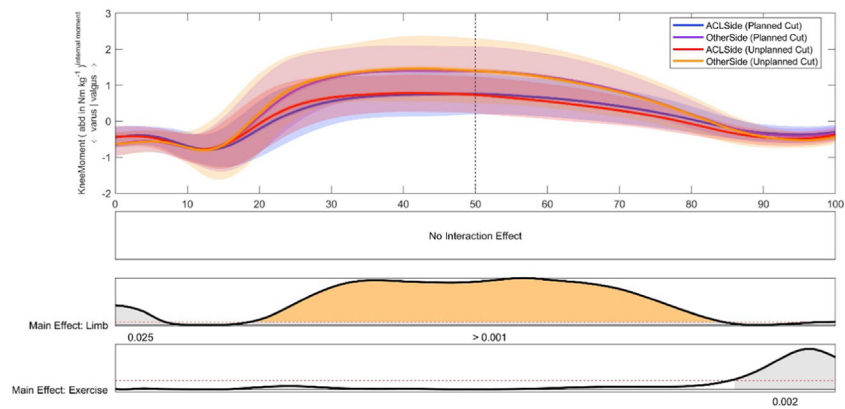 3
2
1
0
-1
-2
KneeMoment ( abd in Nm kg⁻¹ )internal moment
<- varus | valgus ->
ACLSide (Planned Cut)
OtherSide (Planned Cut)
ACLSide (Unplanned Cut)
OtherSide (Unplanned Cut)
0 10 20 30 40 50 60 70 80 90 100
No Interaction Effect
Main Effect: Limb
0.025 > 0.001
Main Effect: Exercise
0.002